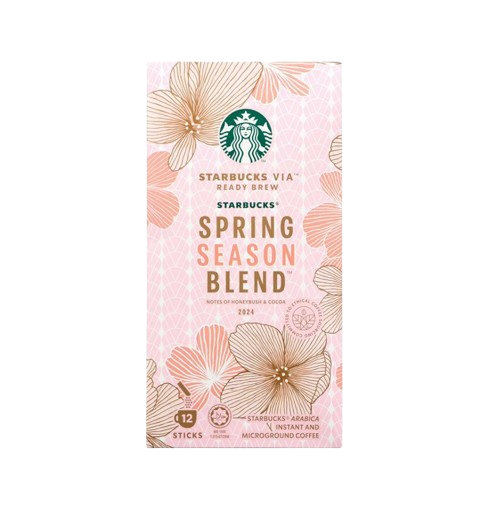 STARBUCKS VIA™
READY BREW
STARBUCKS®
SPRING
SEASON
BLEND™
NOTES OF HONEYBUSH & COCOA
2024
12
STICKS
STARBUCKS® ARABICA
INSTANT AND
MICROGROUND COFFEE